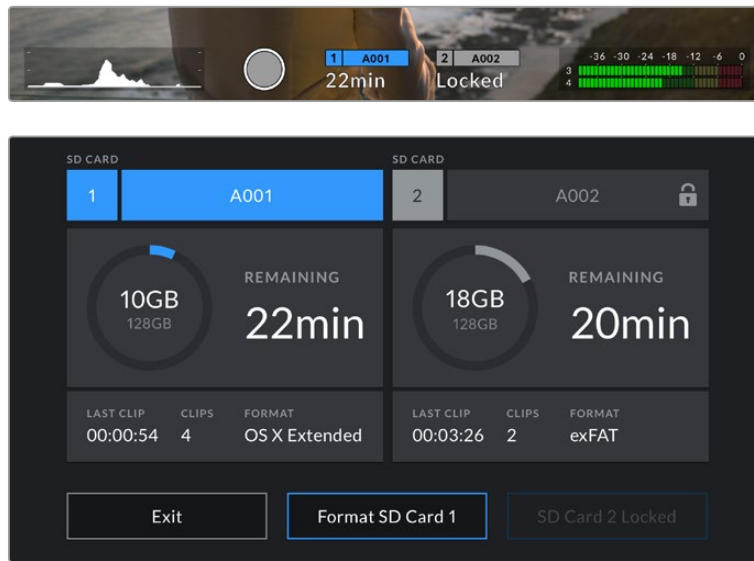 1 A001
22min
2 A002
Locked
-36 -30 -24 -18 -12 -6 0
3
4
SD CARD
1 A001
10GB
128GB
REMAINING
22min
LAST CLIP CLIPS FORMAT
00:00:54 4 OS X Extended
SD CARD
2 A002
18GB
128GB
REMAINING
20min
LAST CLIP CLIPS FORMAT
00:03:26 2 exFAT
Exit
Format SD Card 1
SD Card 2 Locked